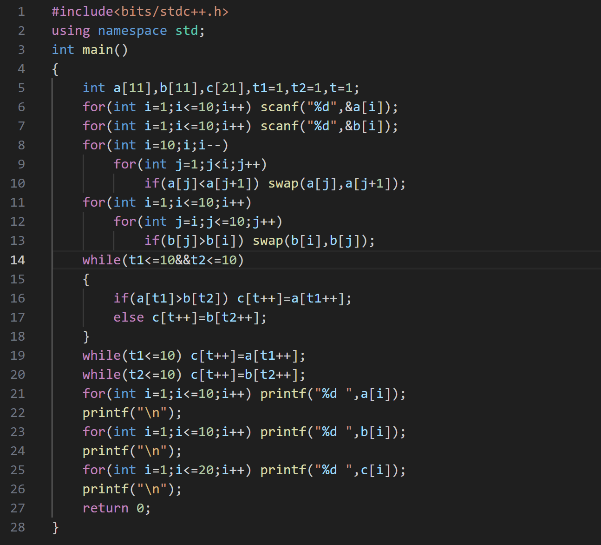 1 #include<bits/stdc++.h>
2 using namespace std;
3 int main()
4 {
5     int a[11],b[11],c[21],t1=1,t2=1,t=1;
6     for(int i=1;i<=10;i++) scanf("%d",&a[i]);
7     for(int i=1;i<=10;i++) scanf("%d",&b[i]);
8     for(int i=10;i;i--)
9         for(int j=1;j<i;j++)
10             if(a[j]<a[j+1]) swap(a[j],a[j+1]);
11     for(int i=1;i<=10;i++)
12         for(int j=i;j<=10;j++)
13             if(b[j]>b[i]) swap(b[i],b[j]);
14     while(t1<=10&&t2<=10)
15     {
16         if(a[t1]>b[t2]) c[t++]=a[t1++];
17         else c[t++]=b[t2++];
18     }
19     while(t1<=10) c[t++]=a[t1++];
20     while(t2<=10) c[t++]=b[t2++];
21     for(int i=1;i<=10;i++) printf("%d ",a[i]);
22     printf("\n");
23     for(int i=1;i<=10;i++) printf("%d ",b[i]);
24     printf("\n");
25     for(int i=1;i<=20;i++) printf("%d ",c[i]);
26     printf("\n");
27     return 0;
28 }